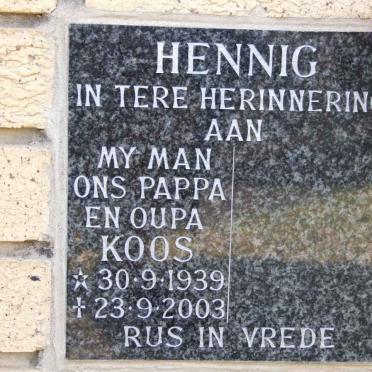 HENNIG
IN TERE HERINNERING
AAN
MY MAN
ONS PAPPA
EN OUPA
KOOS
☆ 30·9·1939
† 23·9·2003
RUS IN VREDE